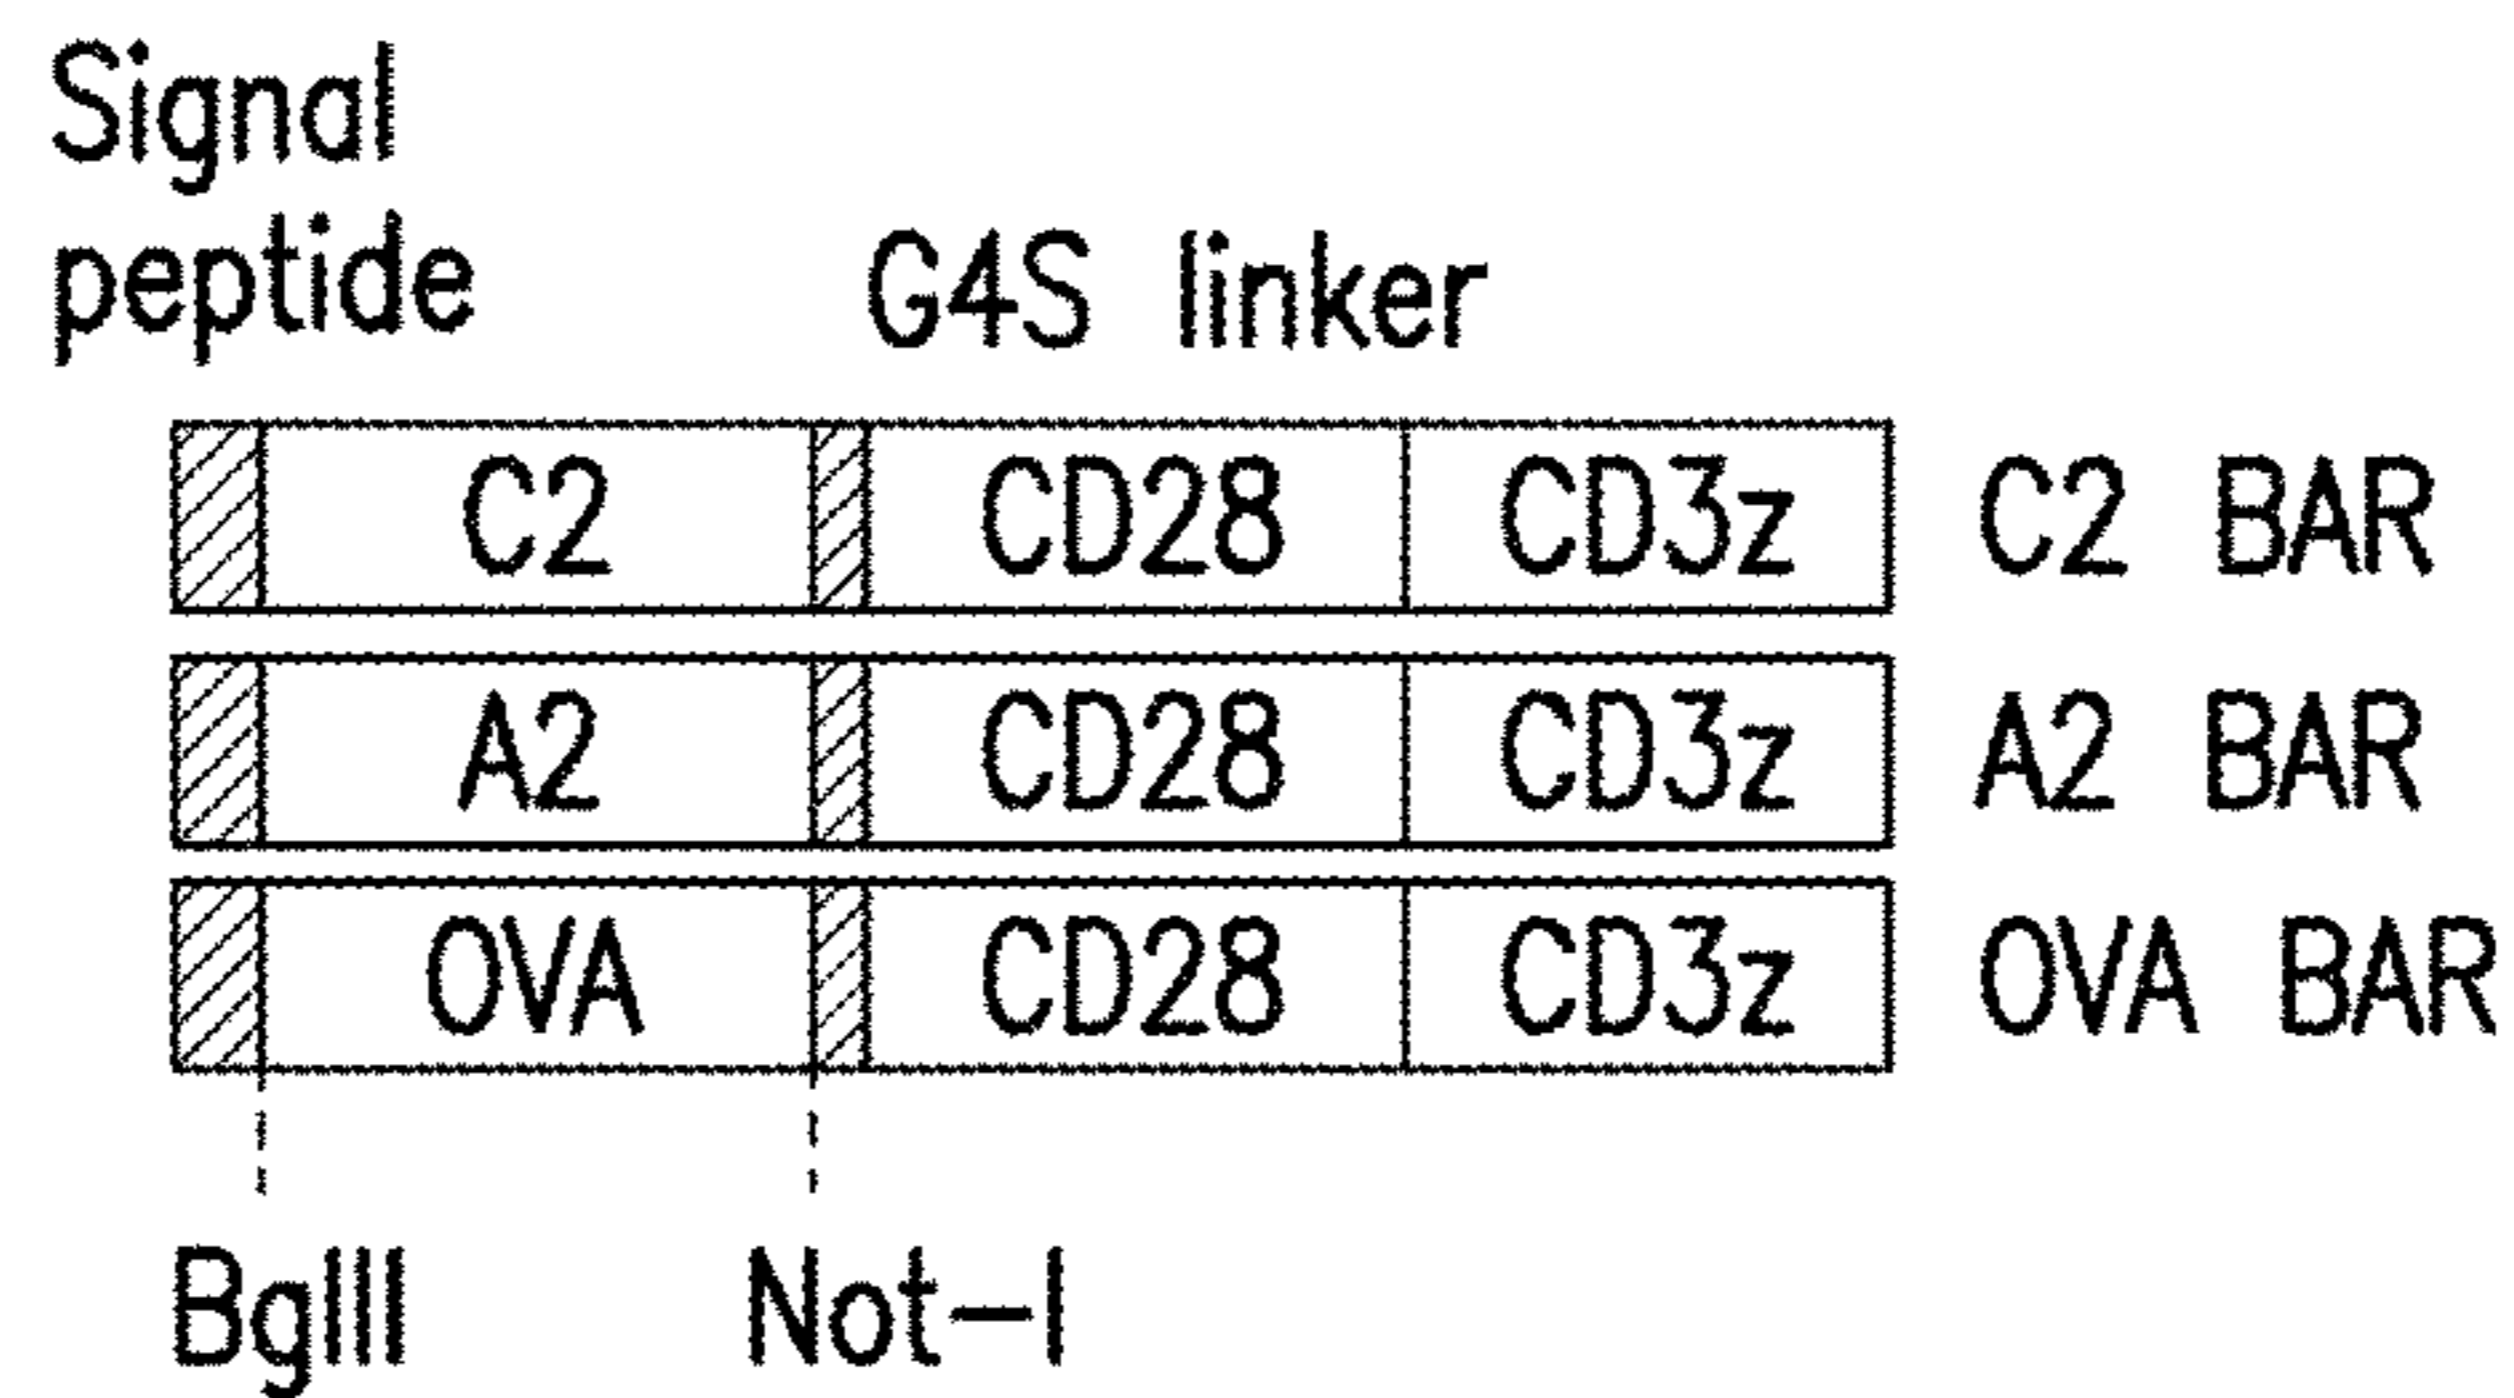 Signal
peptide
G4S linker
C2 CD28 CD3z C2 BAR
A2 CD28 CD3z A2 BAR
OVA CD28 CD3z OVA BAR
BglII Not-I